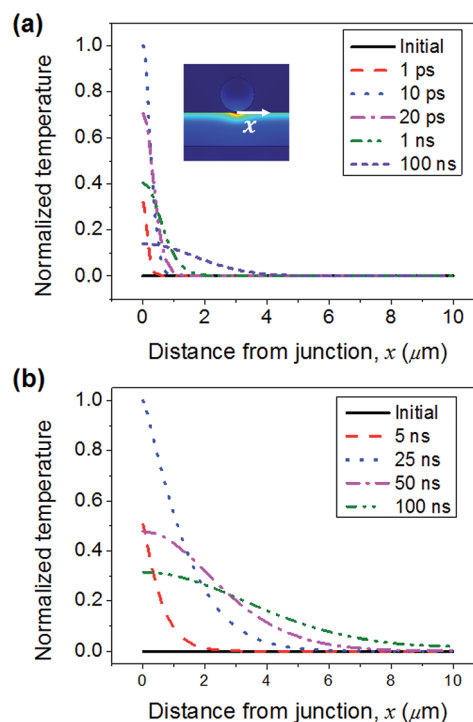 (a)
1.0
0.8
0.6
0.4
0.2
0.0
Normalized temperature
Initial
1 ps
10 ps
20 ps
1 ns
100 ns
x
0 2 4 6 8 10
Distance from junction, x (μm)
(b)
1.0
0.8
0.6
0.4
0.2
0.0
Normalized temperature
Initial
5 ns
25 ns
50 ns
100 ns
0 2 4 6 8 10
Distance from junction, x (μm)